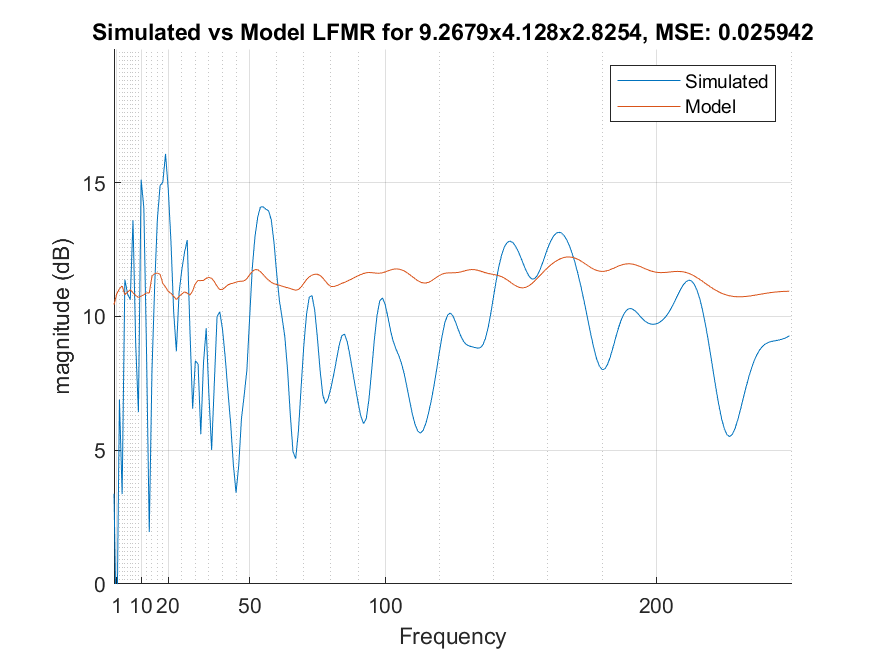 Simulated vs Model LFMR for 9.2679x4.128x2.8254, MSE: 0.025942
Simulated
Model
magnitude (dB)
15
10
5
0
1 10 20 50 100 200
Frequency